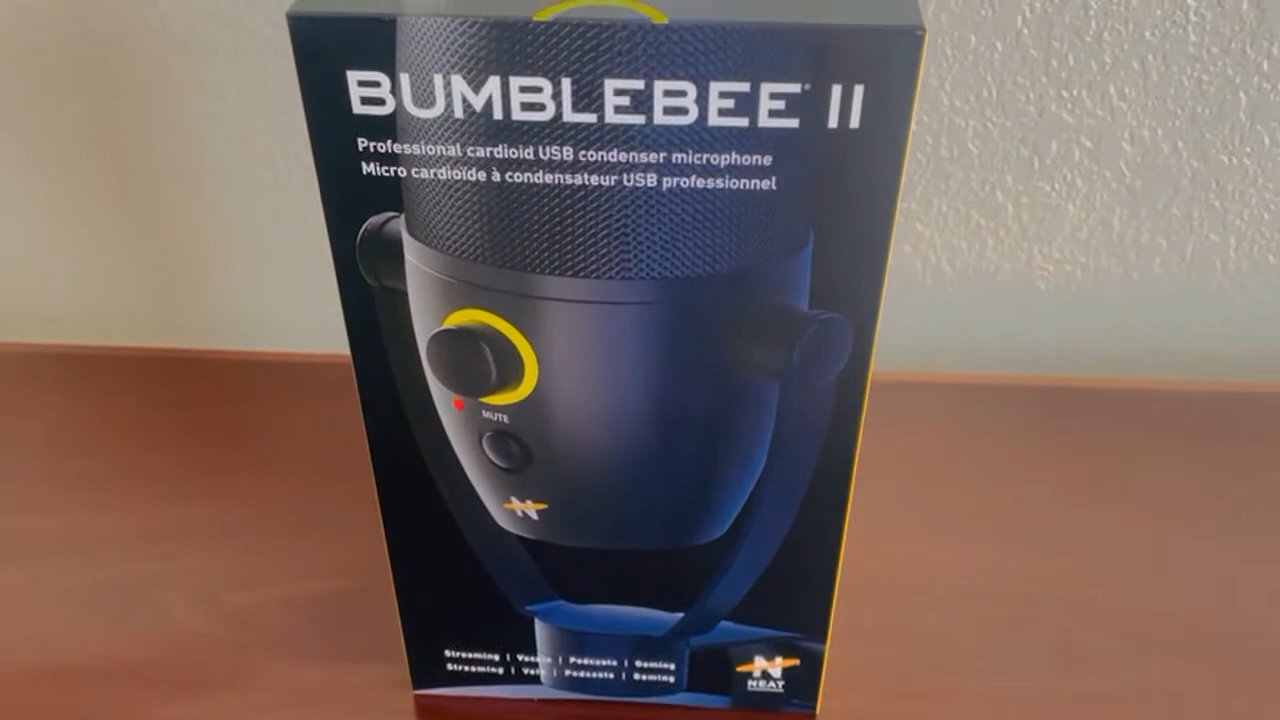 BUMBLEBEE® II
Professional cardioid USB condenser microphone
Micro cardioïde à condensateur USB professionnel
MUTE
N
Streaming | Vocals | Podcasts | Gaming
Streaming | Voix | Podcasts | Gaming
N
NEAT